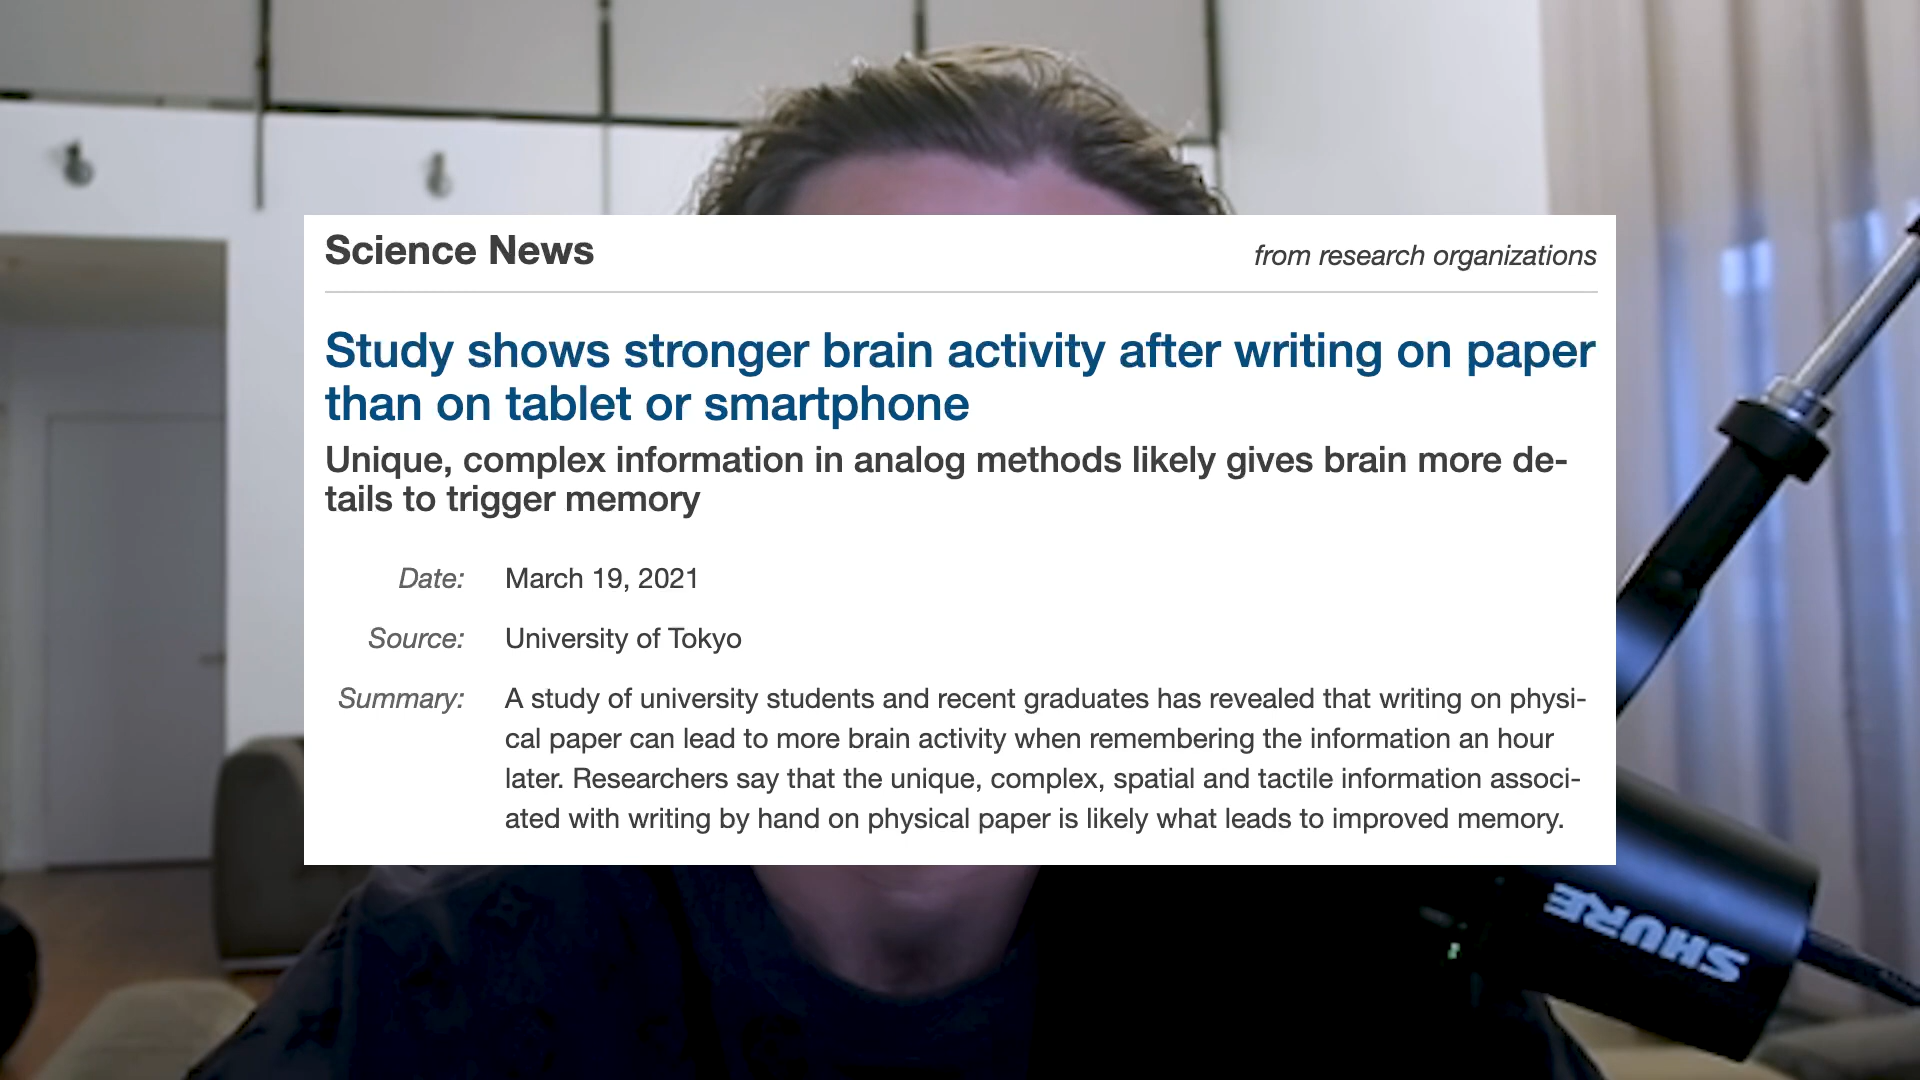 Science News
from research organizations
Study shows stronger brain activity after writing on paper
than on tablet or smartphone
Unique, complex information in analog methods likely gives brain more de-
tails to trigger memory
Date: March 19, 2021
Source: University of Tokyo
Summary: A study of university students and recent graduates has revealed that writing on physi-
cal paper can lead to more brain activity when remembering the information an hour
later. Researchers say that the unique, complex, spatial and tactile information associ-
ated with writing by hand on physical paper is likely what leads to improved memory.
SHURE